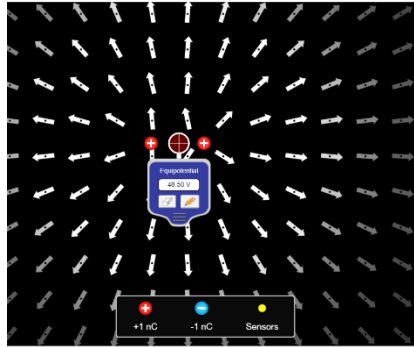 Equipotential
48.50 V
+1 nC
-1 nC
Sensors